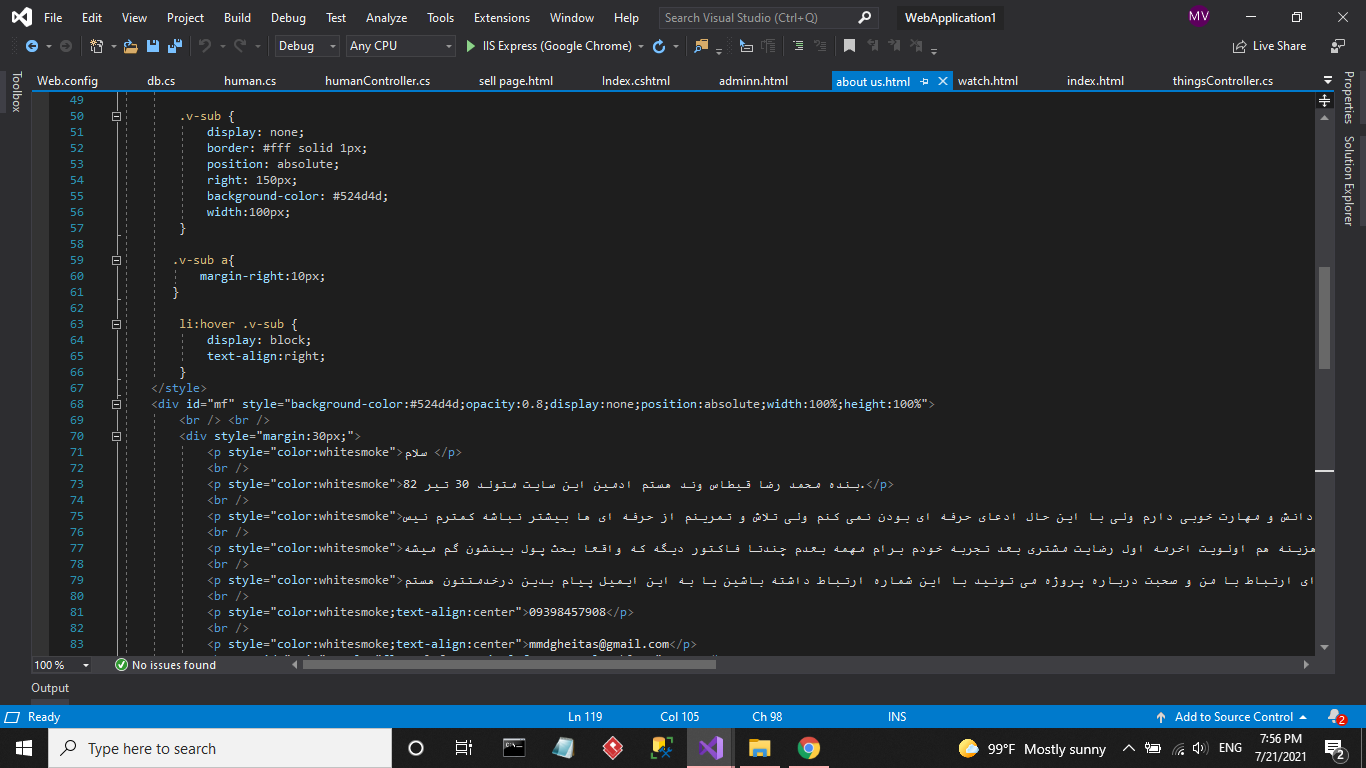 File Edit View Project Build Debug Test Analyze Tools Extensions Window Help Search Visual Studio (Ctrl+Q) WebApplication1 MV
Debug Any CPU IIS Express (Google Chrome) Live Share
Toolbox
Web.config db.cs human.cs humanController.cs sell page.html Index.cshtml adminn.html about us.html watch.html index.html thingsController.cs
Properties
Solution Explorer
49
50 .v-sub {
51 display: none;
52 border: #fff solid 1px;
53 position: absolute;
54 right: 150px;
55 background-color: #524d4d;
56 width:100px;
57 }
58
59 .v-sub a{
60 margin-right:10px;
61 }
62
63 li:hover .v-sub {
64 display: block;
65 text-align:right;
66 }
67 </style>
68 <div id="mf" style="background-color:#524d4d;opacity:0.8;display:none;position:absolute;width:100%;height:100%">
69 <br /> <br />
70 <div style="margin:30px;">
71 <p style="color:whitesmoke">سلام </p>
72 <br />
73 <p style="color:whitesmoke">بنده محمد رضا قیطاس وند هستم ادمین این سایت متولد 30 تیر 82.</p>
74 <br />
75 <p style="color:whitesmoke">دانش و مهارت خوبی دارم ولی با این حال ادعای حرفه ای بودن نمی کنم ولی تلاش و تمرینم از حرفه ای ها بیشتر نباشه کمترم نیس
76 <br />
77 <p style="color:whitesmoke">هزینه هم اولویت اخرمه اول رضایت مشتری بعد تجربه خودم برام مهمه بعدم چندتا فاکتور دیگه که واقعا بحث پول بینشون گم میشه
78 <br />
79 <p style="color:whitesmoke">ای ارتباط با من و صحبت درباره پروژه می تونید با این شماره ارتباط داشته باشین یا به این ایمیل پیام بدین درخدمتتون هستم
80 <br />
81 <p style="color:whitesmoke;text-align:center">09398457908</p>
82 <br />
83 <p style="color:whitesmoke;text-align:center">mmdgheitas@gmail.com</p>
100 % No issues found
Output
Ready Ln 119 Col 105 Ch 98 INS Add to Source Control 2
Type here to search 99°F Mostly sunny ENG 7:56 PM 7/21/2021 2